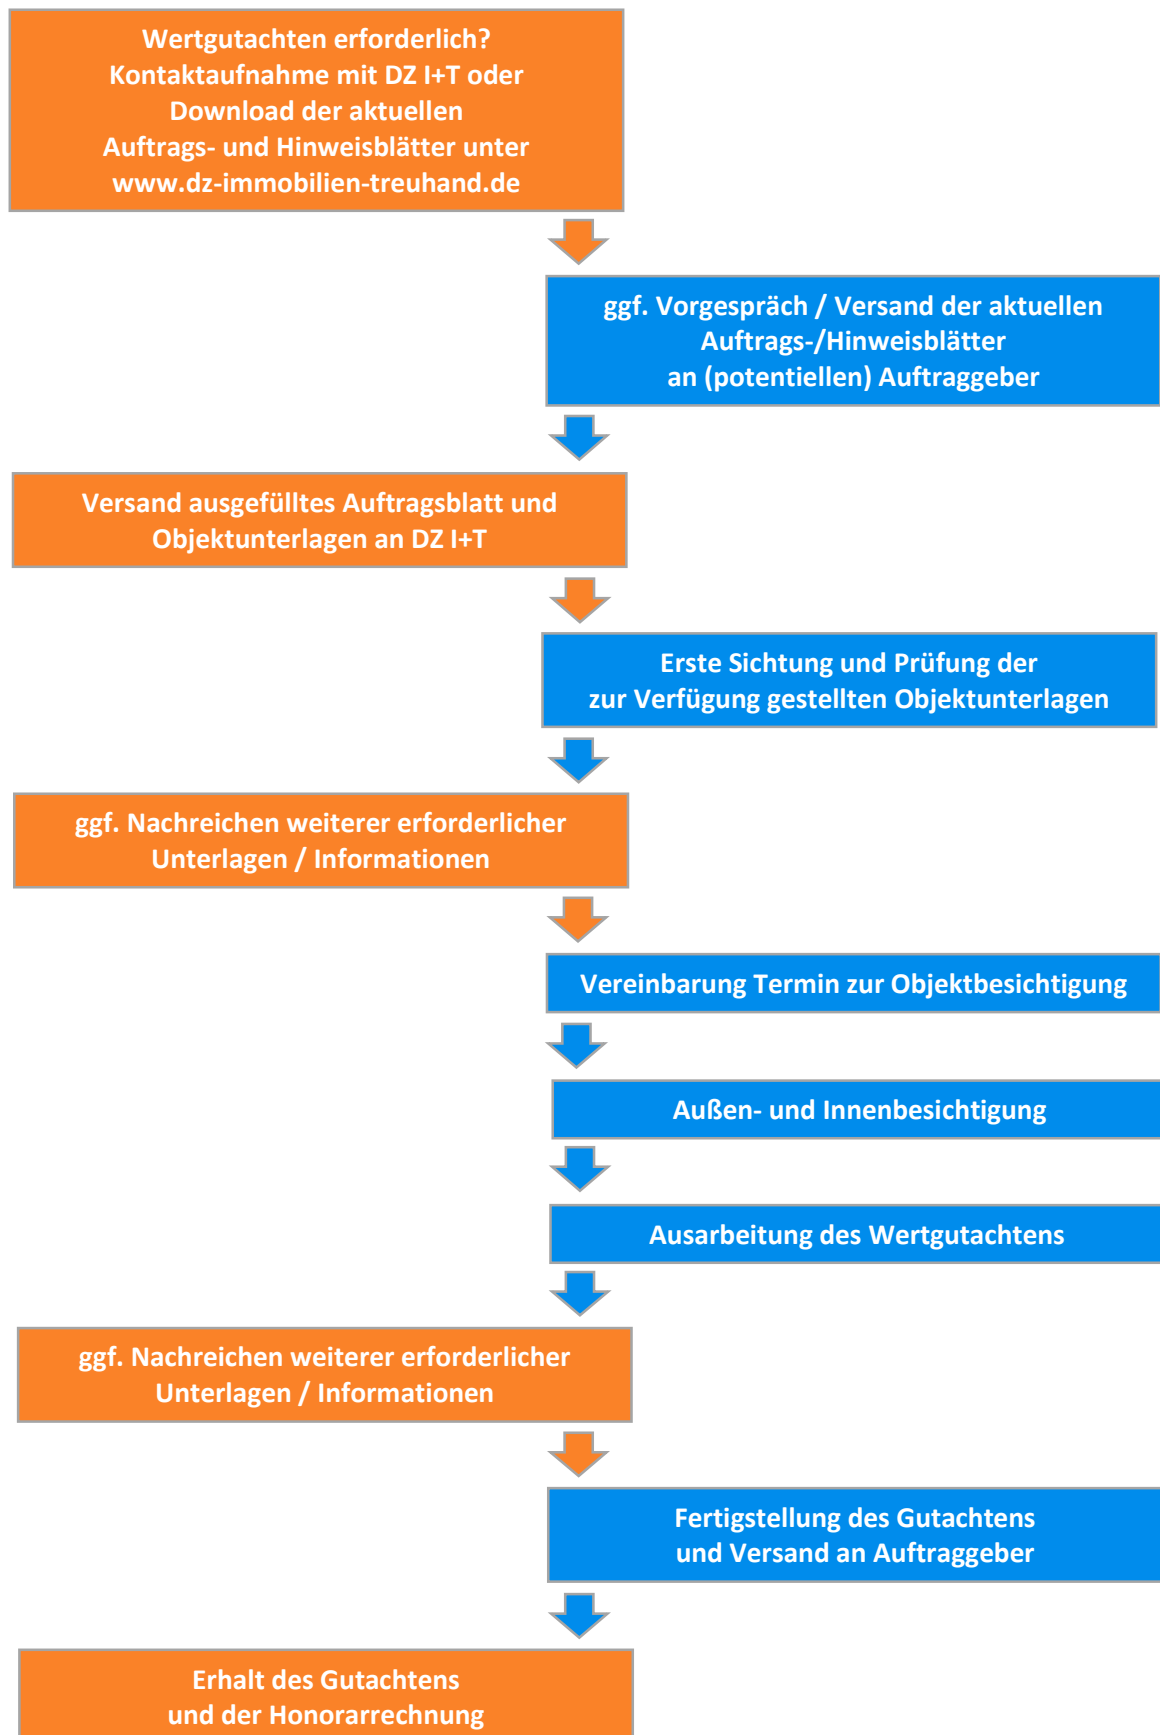 Wertgutachten erforderlich?
Kontaktaufnahme mit DZ I+T oder
Download der aktuellen
Auftrags- und Hinweisblätter unter
www.dz-immobilien-treuhand.de
ggf. Vorgespräch / Versand der aktuellen
Auftrags-/Hinweisblätter
an (potentiellen) Auftraggeber
Versand ausgefülltes Auftragsblatt und
Objektunterlagen an DZ I+T
Erste Sichtung und Prüfung der
zur Verfügung gestellten Objektunterlagen
ggf. Nachreichen weiterer erforderlicher
Unterlagen / Informationen
Vereinbarung Termin zur Objektbesichtigung
Außen- und Innenbesichtigung
Ausarbeitung des Wertgutachtens
ggf. Nachreichen weiterer erforderlicher
Unterlagen / Informationen
Fertigstellung des Gutachtens
und Versand an Auftraggeber
Erhalt des Gutachtens
und der Honorarrechnung